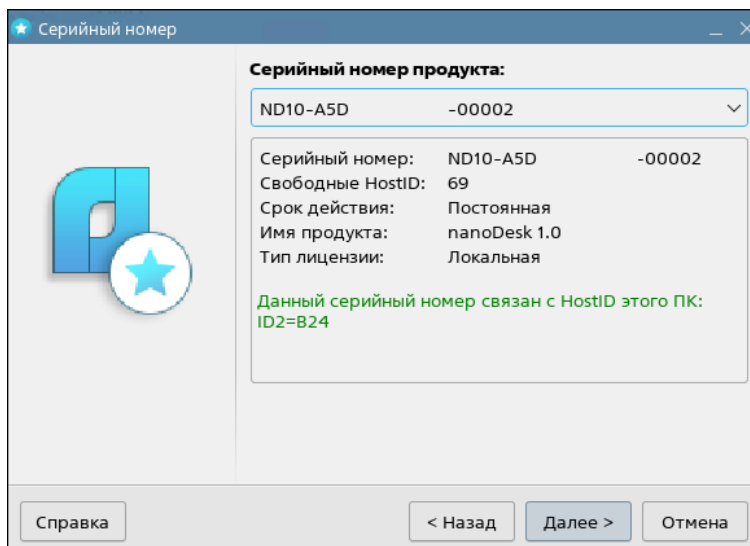 Серийный номер
Серийный номер продукта:
ND10-A5D -00002
Серийный номер: ND10-A5D -00002
Свободные HostID: 69
Срок действия: Постоянная
Имя продукта: nanoDesk 1.0
Тип лицензии: Локальная
Данный серийный номер связан с HostID этого ПК:
ID2=B24
Справка < Назад Далее > Отмена